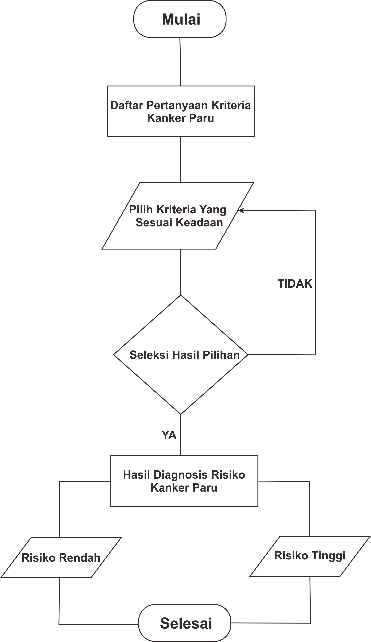 Mulai
Daftar Pertanyaan Kriteria
Kanker Paru
Pilih Kriteria Yang
Sesuai Keadaan
TIDAK
Seleksi Hasil Pilihan
YA
Hasil Diagnosis Risiko
Kanker Paru
Risiko Rendah
Risiko Tinggi
Selesai